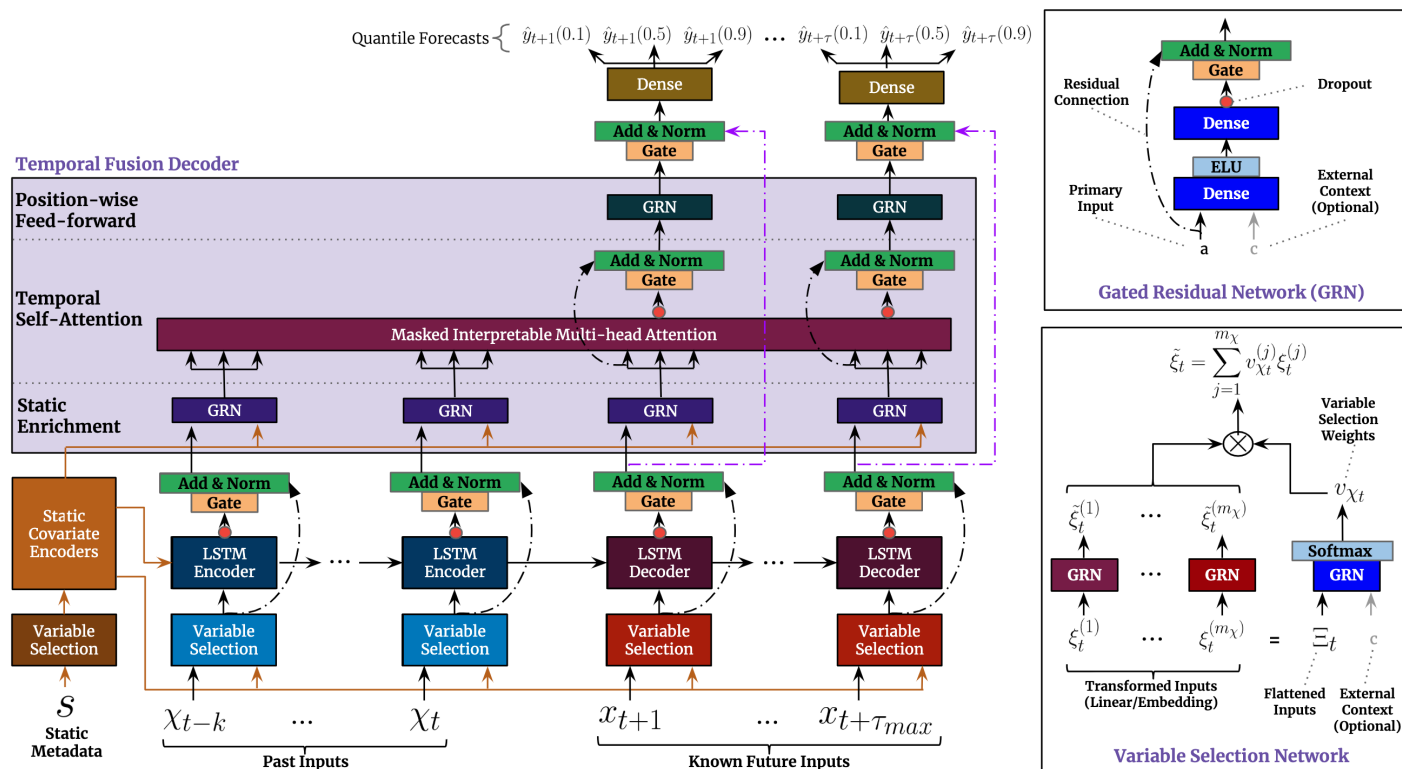 Quantile Forecasts
ŷt+1(0.1) ŷt+1(0.5) ŷt+1(0.9) ... ŷt+τ(0.1) ŷt+τ(0.5) ŷt+τ(0.9)
Dense
Dense
Add & Norm
Gate
Add & Norm
Gate
Temporal Fusion Decoder
Position-wise
Feed-forward
GRN
GRN
Temporal
Self-Attention
Add & Norm
Gate
Add & Norm
Gate
Masked Interpretable Multi-head Attention
Static
Enrichment
GRN
GRN
GRN
GRN
Add & Norm
Gate
Add & Norm
Gate
Add & Norm
Gate
Add & Norm
Gate
Static
Covariate
Encoders
LSTM
Encoder
...
LSTM
Encoder
LSTM
Decoder
...
LSTM
Decoder
Variable
Selection
Variable
Selection
Variable
Selection
Variable
Selection
Variable
Selection
s
Static
Metadata
χt−k ... χt
Past Inputs
xt+1 ... xt+τmax
Known Future Inputs
Add & Norm
Gate
Residual
Connection
Dropout
Dense
ELU
Dense
Primary
Input
External
Context
(Optional)
a
c
Gated Residual Network (GRN)
ξ̃t = ∑j=1mχ vχt(j) ξt(j)
Variable
Selection
Weights
vχt
ξ̃t(1) ... ξ̃t(mχ)
Softmax
GRN
GRN ... GRN
ξt(1) ... ξt(mχ) = Ξt c
Transformed Inputs
(Linear/Embedding)
Flattened
Inputs
External
Context
(Optional)
Variable Selection Network